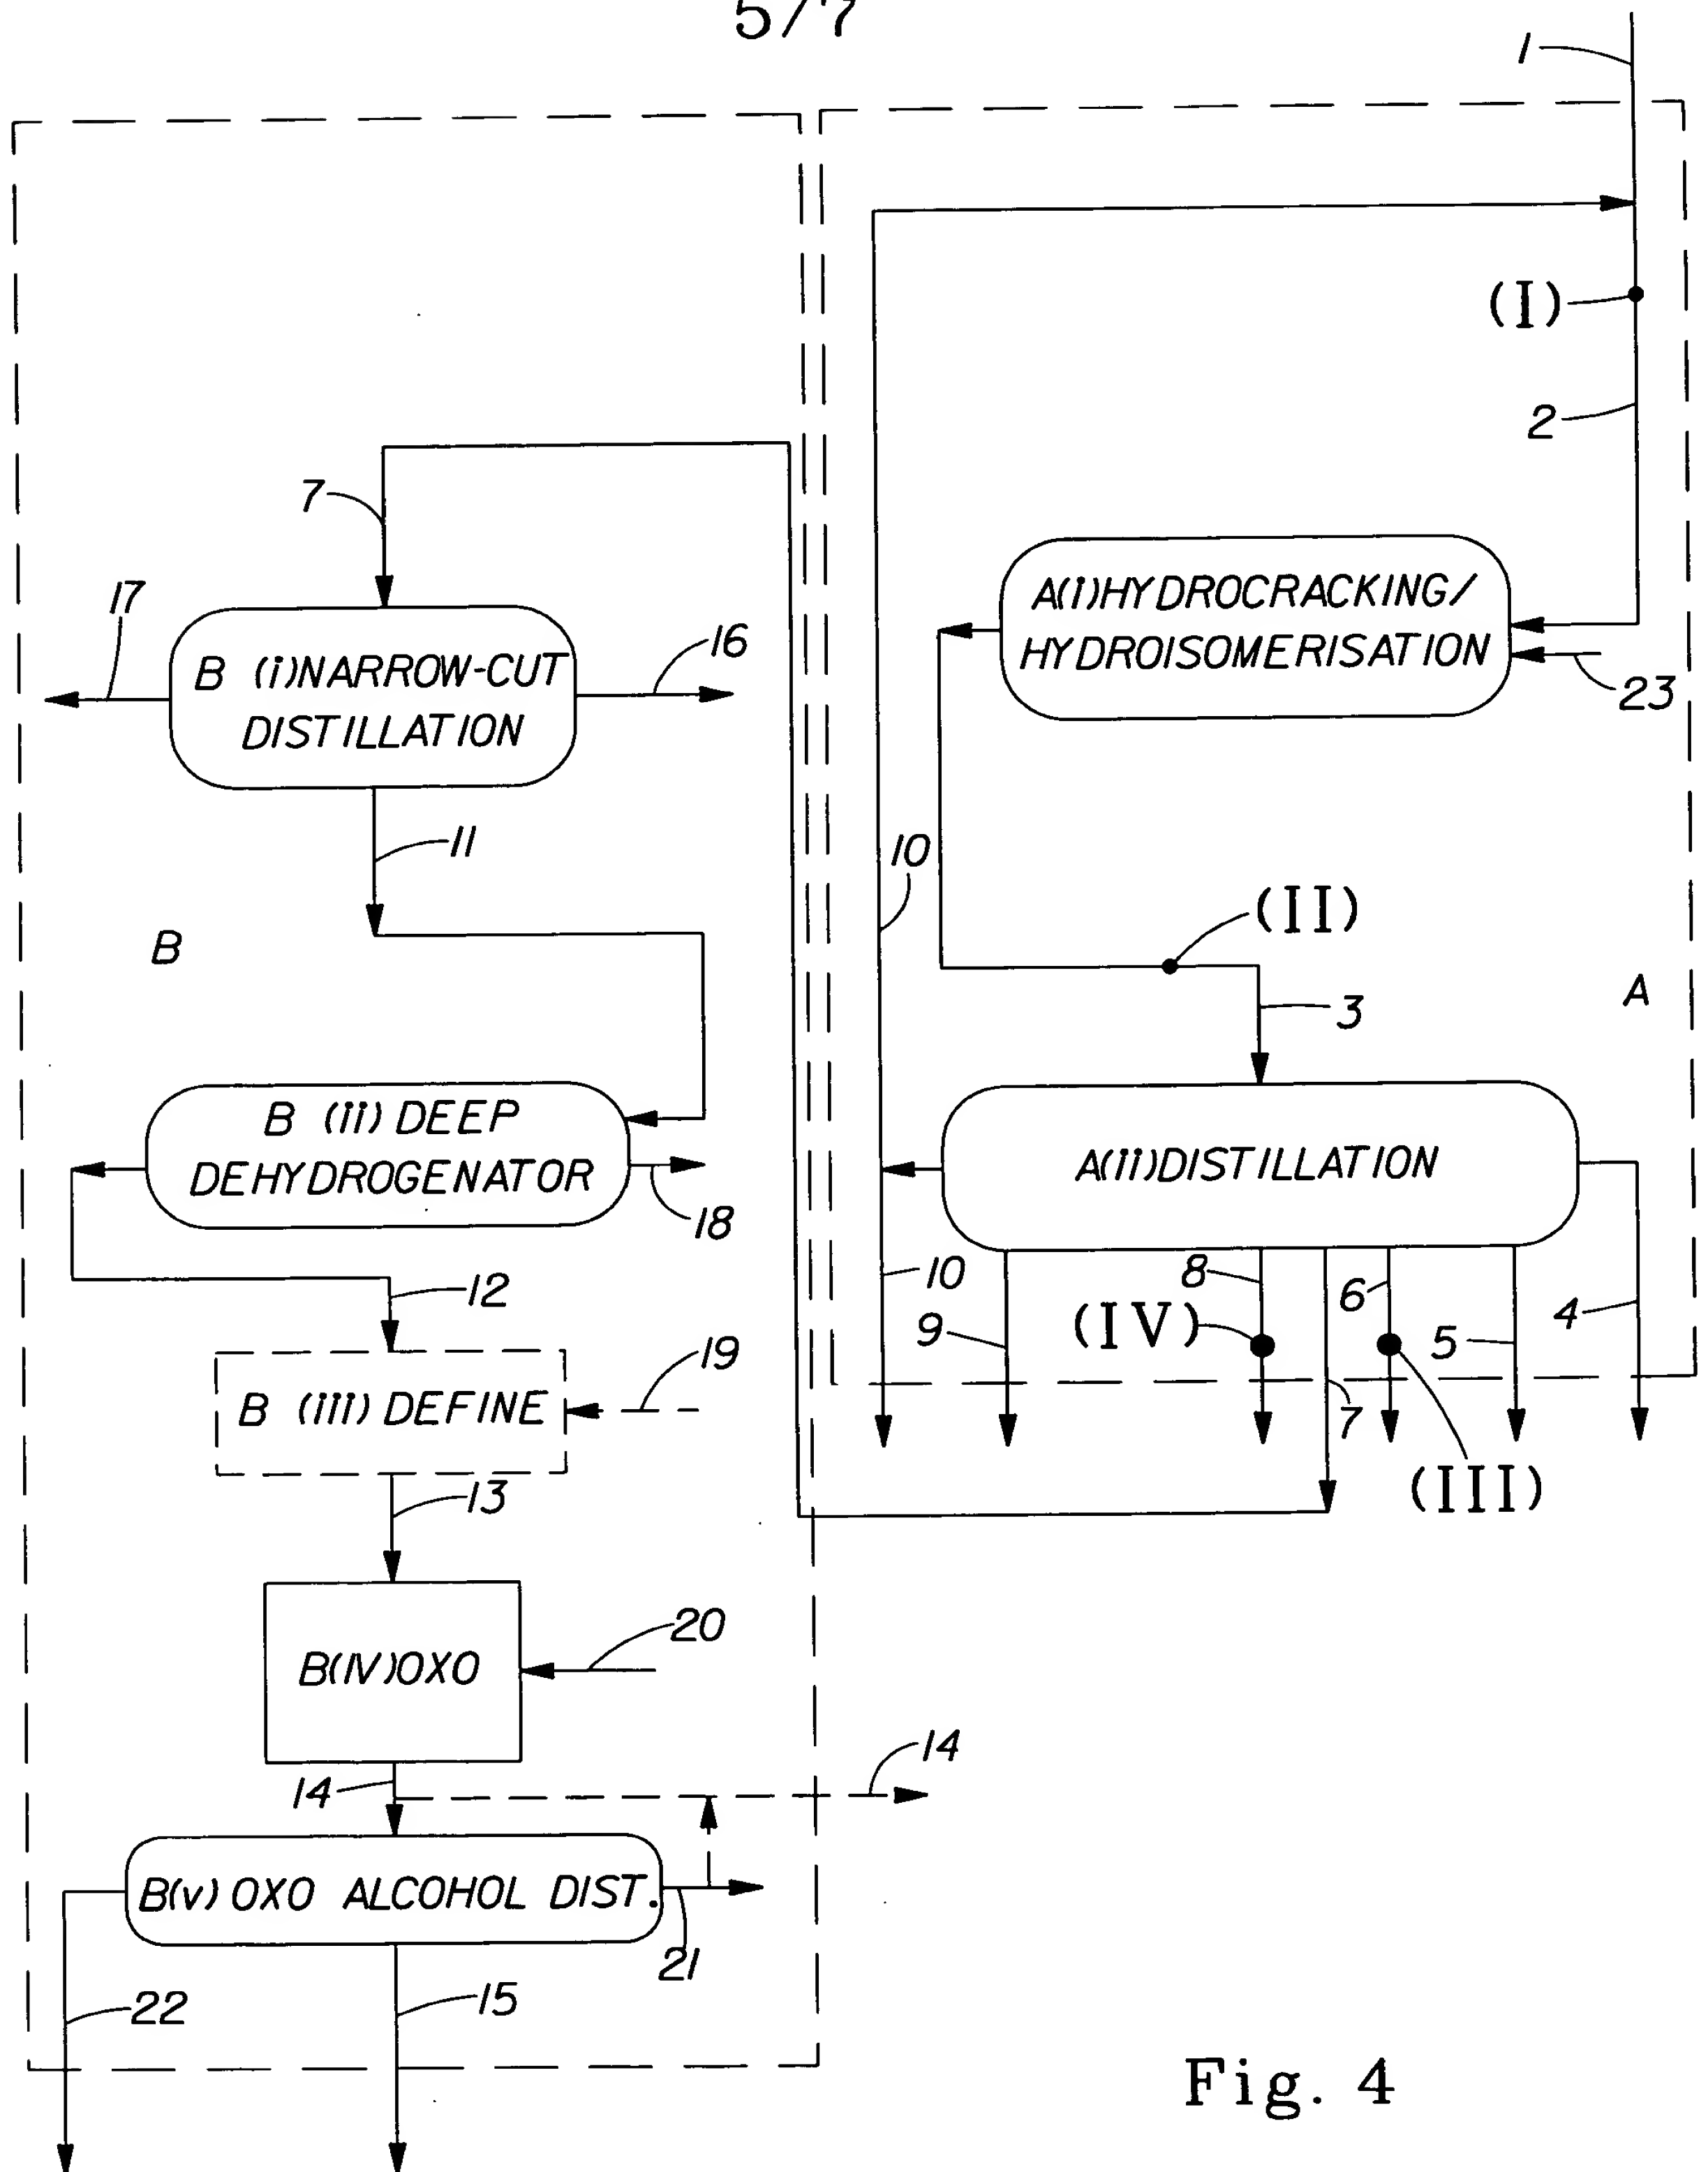 5/7
1
(I)
2
7
17
B (i)NARROW-CUT
DISTILLATION
16
A(i)HYDROCRACKING/
HYDROISOMERISATION
23
11
10
(II)
B
A
3
B (ii) DEEP
DEHYDROGENATOR
18
A(ii)DISTILLATION
12
10
9
8
(IV)
6
5
4
7
(III)
B (iii) DEFINE
19
13
B(IV)OXO
20
14
14
B(v) OXO ALCOHOL DIST.
21
22
15
Fig. 4